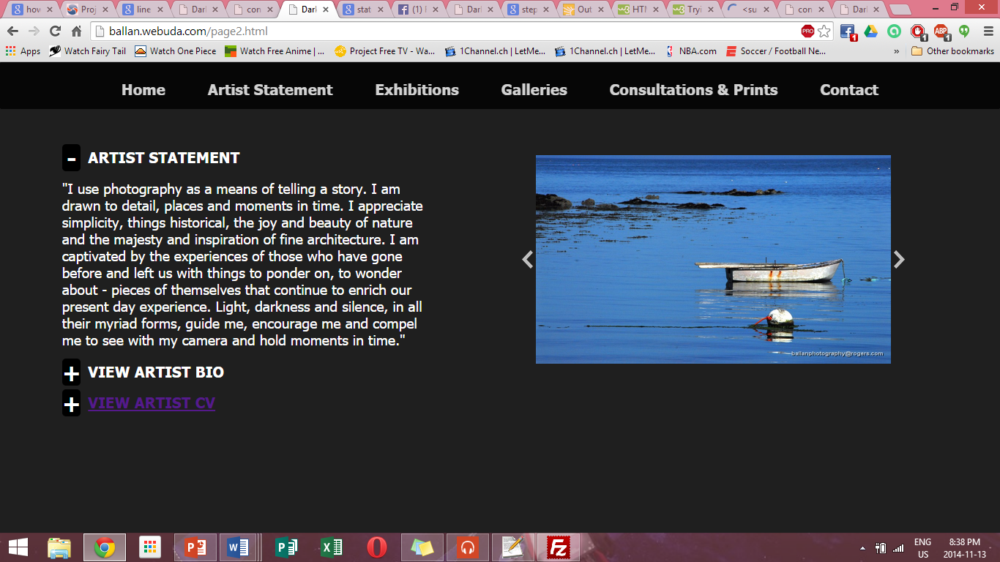 how
Proj
line
Darl
con
Darl
stat
(1) I
Darl
step
Out
HTM
Tryi
<su
con
Darl
ballan.webuda.com/page2.html
PRO
1
1
ABP
1
Apps
Watch Fairy Tail
Watch One Piece
Watch Free Anime | ...
Project Free TV - Wa...
1Channel.ch | LetMe...
1Channel.ch | LetMe...
NBA.com
Soccer / Football Ne...
»
Other bookmarks
Home
Artist Statement
Exhibitions
Galleries
Consultations & Prints
Contact
- ARTIST STATEMENT
"I use photography as a means of telling a story. I am
drawn to detail, places and moments in time. I appreciate
simplicity, things historical, the joy and beauty of nature
and the majesty and inspiration of fine architecture. I am
captivated by the experiences of those who have gone
before and left us with things to ponder on, to wonder
about - pieces of themselves that continue to enrich our
present day experience. Light, darkness and silence, in all
their myriad forms, guide me, encourage me and compel
me to see with my camera and hold moments in time."
+ VIEW ARTIST BIO
+ VIEW ARTIST CV
ballanphotography@rogers.com
ENG
US
8:38 PM
2014-11-13